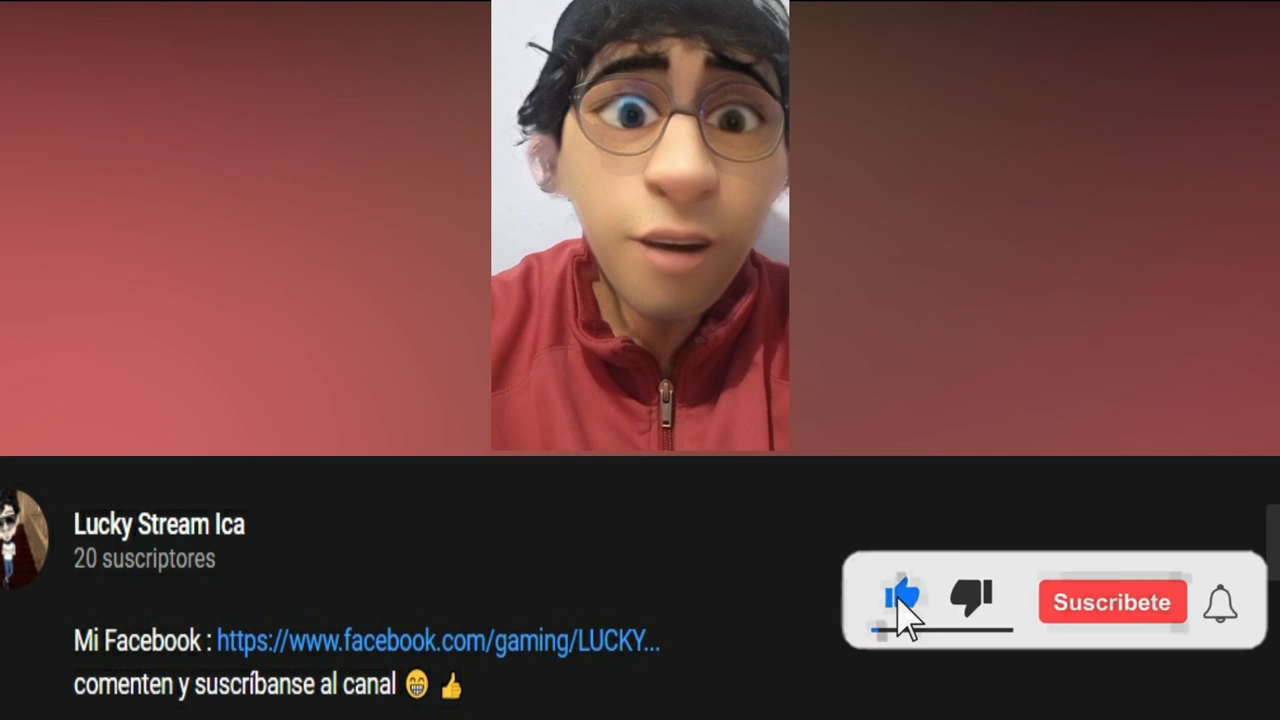 Lucky Stream Ica
20 suscriptores
Suscribete
Mi Facebook : https://www.facebook.com/gaming/LUCKY...
comenten y suscríbanse al canal 😁 👍